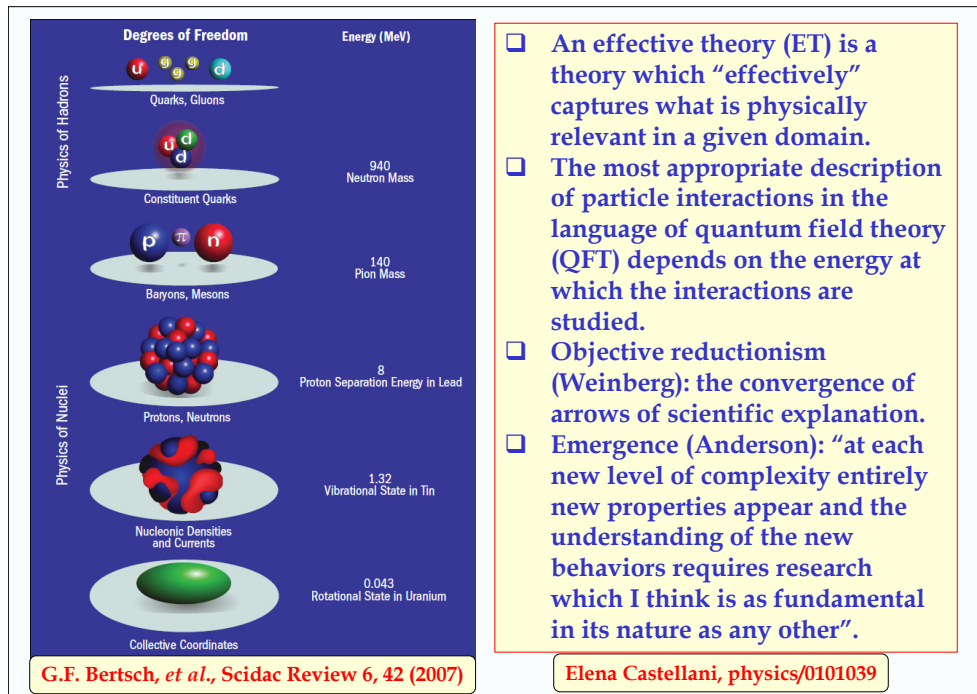 Degrees of Freedom
Energy (MeV)
Physics of Hadrons
u g g g d
Quarks, Gluons
u d d
940
Neutron Mass
Constituent Quarks
p π n
140
Pion Mass
Baryons, Mesons
Physics of Nuclei
8
Proton Separation Energy in Lead
Protons, Neutrons
1.32
Vibrational State in Tin
Nucleonic Densities
and Currents
0.043
Rotational State in Uranium
Collective Coordinates
G.F. Bertsch, et al., Scidac Review 6, 42 (2007)
❑ An effective theory (ET) is a
theory which “effectively”
captures what is physically
relevant in a given domain.
❑ The most appropriate description
of particle interactions in the
language of quantum field theory
(QFT) depends on the energy at
which the interactions are
studied.
❑ Objective reductionism
(Weinberg): the convergence of
arrows of scientific explanation.
❑ Emergence (Anderson): “at each
new level of complexity entirely
new properties appear and the
understanding of the new
behaviors requires research
which I think is as fundamental
in its nature as any other”.
Elena Castellani, physics/0101039